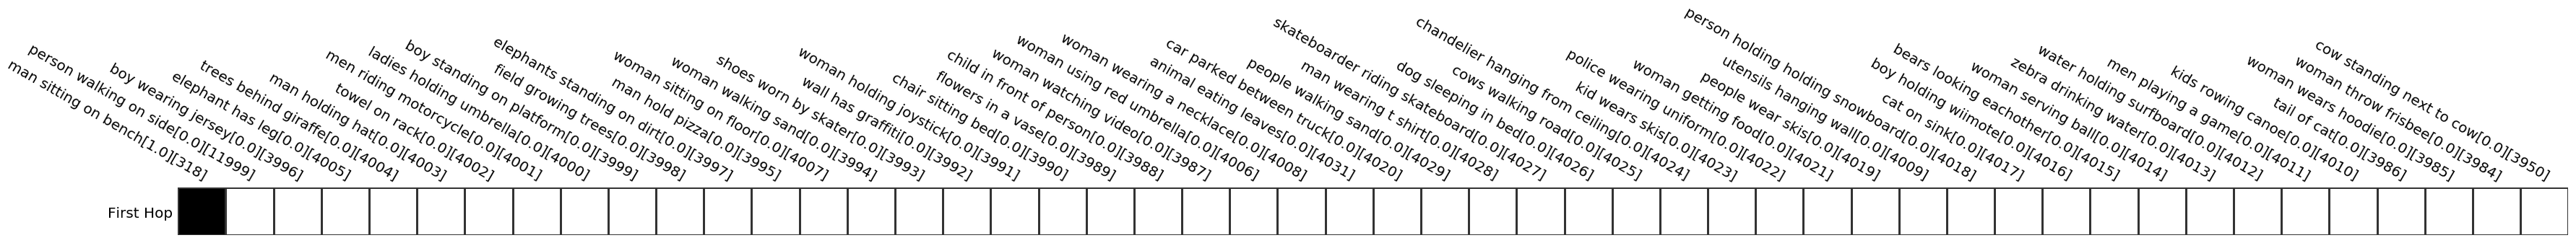 man sitting on bench[1.0][318]
person walking on side[0.0][11999]
boy wearing jersey[0.0][3996]
elephant has leg[0.0][4005]
trees behind giraffe[0.0][4004]
man holding hat[0.0][4003]
towel on rack[0.0][4002]
men riding motorcycle[0.0][4001]
ladies holding umbrella[0.0][4000]
boy standing on platform[0.0][3999]
field growing trees[0.0][3998]
elephants standing on dirt[0.0][3997]
man hold pizza[0.0][3995]
woman sitting on floor[0.0][4007]
woman walking sand[0.0][3994]
shoes worn by skater[0.0][3993]
wall has graffiti[0.0][3992]
woman holding joystick[0.0][3991]
chair sitting bed[0.0][3990]
flowers in a vase[0.0][3989]
child in front of person[0.0][3988]
woman watching video[0.0][3987]
woman using red umbrella[0.0][4006]
woman wearing a necklace[0.0][4008]
animal eating leaves[0.0][4031]
car parked between truck[0.0][4020]
people walking sand[0.0][4029]
man wearing t shirt[0.0][4028]
skateboarder riding skateboard[0.0][4027]
dog sleeping in bed[0.0][4026]
cows walking road[0.0][4025]
chandelier hanging from ceiling[0.0][4024]
kid wears skis[0.0][4023]
police wearing uniform[0.0][4022]
woman getting food[0.0][4021]
people wear skis[0.0][4019]
utensils hanging wall[0.0][4009]
person holding holding snowboard[0.0][4018]
cat on sink[0.0][4017]
boy holding wiimote[0.0][4016]
bears looking eachother[0.0][4015]
woman serving ball[0.0][4014]
zebra drinking water[0.0][4013]
water holding surfboard[0.0][4012]
men playing a game[0.0][4011]
kids rowing canoe[0.0][4010]
tail of cat[0.0][3986]
woman wears hoodie[0.0][3985]
woman throw frisbee[0.0][3984]
cow standing next to cow[0.0][3950]
First Hop